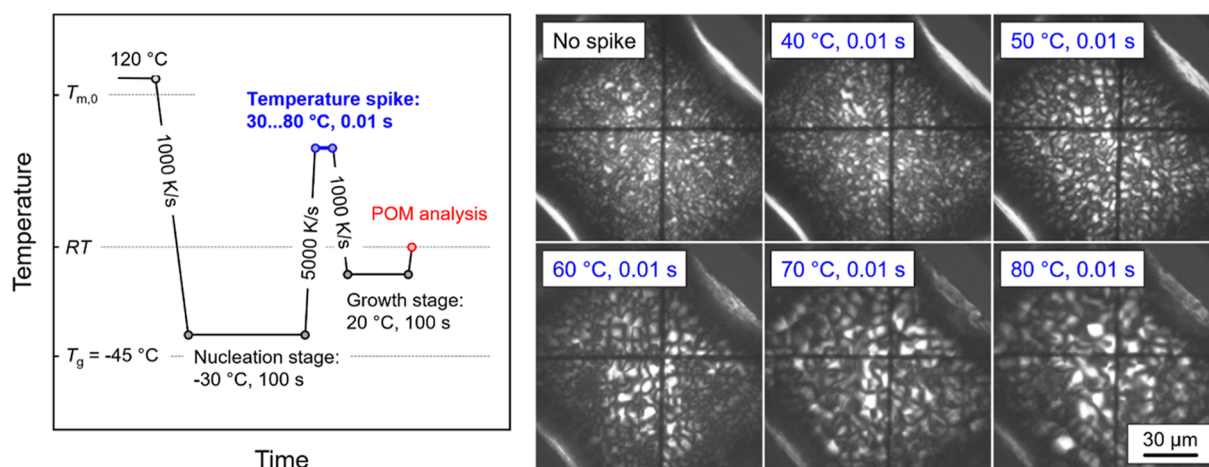 Temperature
120 °C
Tm,0
1000 K/s
Temperature spike:
30...80 °C, 0.01 s
5000 K/s
1000 K/s
POM analysis
RT
Growth stage:
20 °C, 100 s
Tg = -45 °C
Nucleation stage:
-30 °C, 100 s
Time
No spike
40 °C, 0.01 s
50 °C, 0.01 s
60 °C, 0.01 s
70 °C, 0.01 s
80 °C, 0.01 s
30 µm